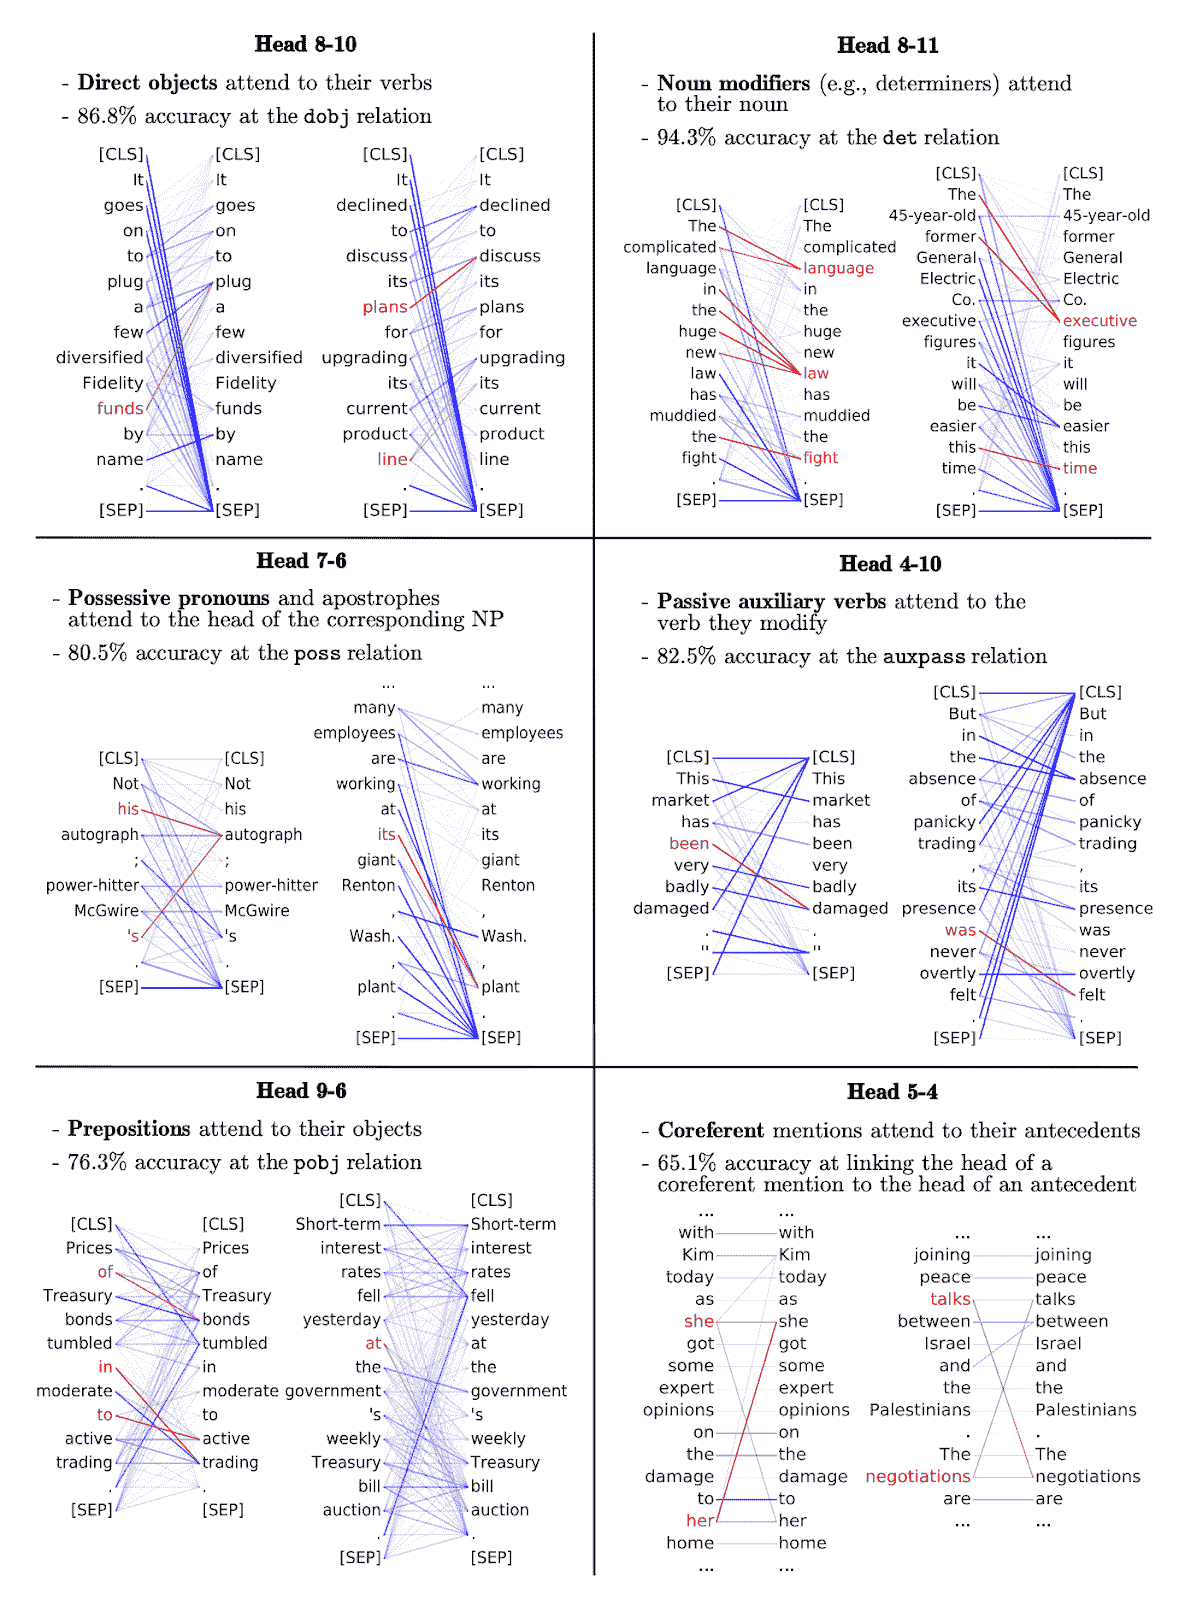 Head 8-10
- Direct objects attend to their verbs
- 86.8% accuracy at the dobj relation
[CLS] [CLS] [CLS] [CLS]
It It It It
goes goes declined declined
on on to to
to to discuss discuss
plug plug its its
a a plans plans
few few for for
diversified diversified upgrading upgrading
Fidelity Fidelity its its
funds funds current current
by by product product
name name line line
. . . .
[SEP] [SEP] [SEP] [SEP]
Head 8-11
- Noun modifiers (e.g., determiners) attend
to their noun
- 94.3% accuracy at the det relation
[CLS] [CLS]
The The
complicated complicated
language language
in in
the the
huge huge
new new
law law
has has
muddied muddied
the the
fight fight
. .
[SEP] [SEP]
[CLS] [CLS]
The The
45-year-old 45-year-old
former former
General General
Electric Electric
Co. Co.
executive executive
figures figures
it it
will will
be be
easier easier
this this
time time
. .
[SEP] [SEP]
Head 7-6
- Possessive pronouns and apostrophes
attend to the head of the corresponding NP
- 80.5% accuracy at the poss relation
[CLS] [CLS]
Not Not
his his
autograph autograph
; ;
power-hitter power-hitter
McGwire McGwire
's 's
. .
[SEP] [SEP]
... ...
many many
employees employees
are are
working working
at at
its its
giant giant
Renton Renton
, ,
Wash. Wash.
, ,
plant plant
. .
[SEP] [SEP]
Head 4-10
- Passive auxiliary verbs attend to the
verb they modify
- 82.5% accuracy at the auxpass relation
[CLS] [CLS]
This This
market market
has has
been been
very very
badly badly
damaged damaged
. .
" "
[SEP] [SEP]
[CLS] [CLS]
But But
in in
the the
absence absence
of of
panicky panicky
trading trading
, ,
its its
presence presence
was was
never never
overtly overtly
felt felt
. .
[SEP] [SEP]
Head 9-6
- Prepositions attend to their objects
- 76.3% accuracy at the pobj relation
[CLS] [CLS]
Prices Prices
of of
Treasury Treasury
bonds bonds
tumbled tumbled
in in
moderate moderate
to to
active active
trading trading
. .
[SEP] [SEP]
[CLS] [CLS]
Short-term Short-term
interest interest
rates rates
fell fell
yesterday yesterday
at at
the the
government government
's 's
weekly weekly
Treasury Treasury
bill bill
auction auction
. .
[SEP] [SEP]
Head 5-4
- Coreferent mentions attend to their antecedents
- 65.1% accuracy at linking the head of a
coreferent mention to the head of an antecedent
... ...
with with
Kim Kim
today today
as as
she she
got got
some some
expert expert
opinions opinions
on on
the the
damage damage
to to
her her
home home
... ...
... ...
joining joining
peace peace
talks talks
between between
Israel Israel
and and
the the
Palestinians Palestinians
. .
The The
negotiations negotiations
are are
... ...